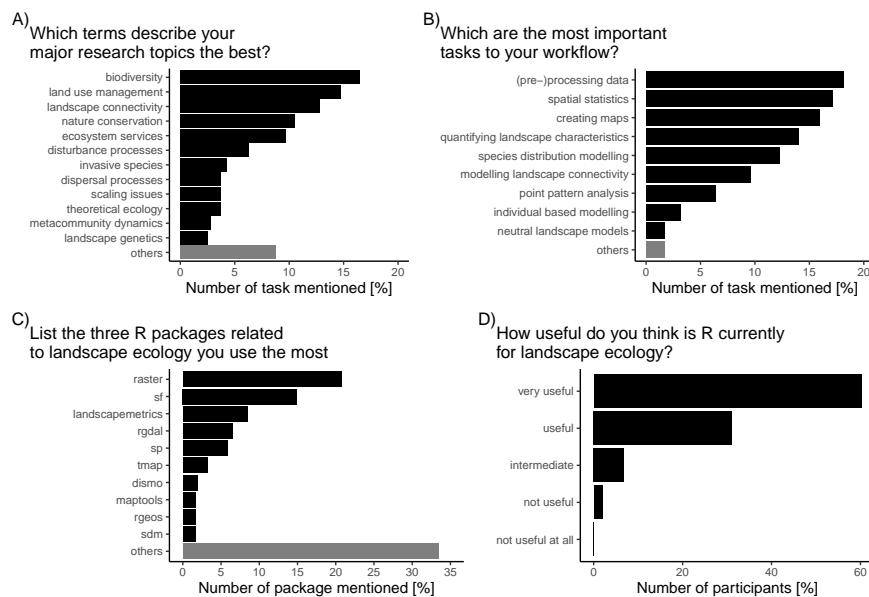 A)
Which terms describe your
major research topics the best?
biodiversity
land use management
landscape connectivity
nature conservation
ecosystem services
disturbance processes
invasive species
dispersal processes
scaling issues
theoretical ecology
metacommunity dynamics
landscape genetics
others
0 5 10 15 20
Number of task mentioned [%]
B)
Which are the most important
tasks to your workflow?
(pre−)processing data
spatial statistics
creating maps
quantifying landscape characteristics
species distribution modelling
modelling landscape connectivity
point pattern analysis
individual based modelling
neutral landscape models
others
0 5 10 15 20
Number of task mentioned [%]
C)
List the three R packages related
to landscape ecology you use the most
raster
sf
landscapemetrics
rgdal
sp
tmap
dismo
maptools
rgeos
sdm
others
0 5 10 15 20 25 30 35
Number of package mentioned [%]
D)
How useful do you think is R currently
for landscape ecology?
very useful
useful
intermediate
not useful
not useful at all
0 20 40 60
Number of participants [%]